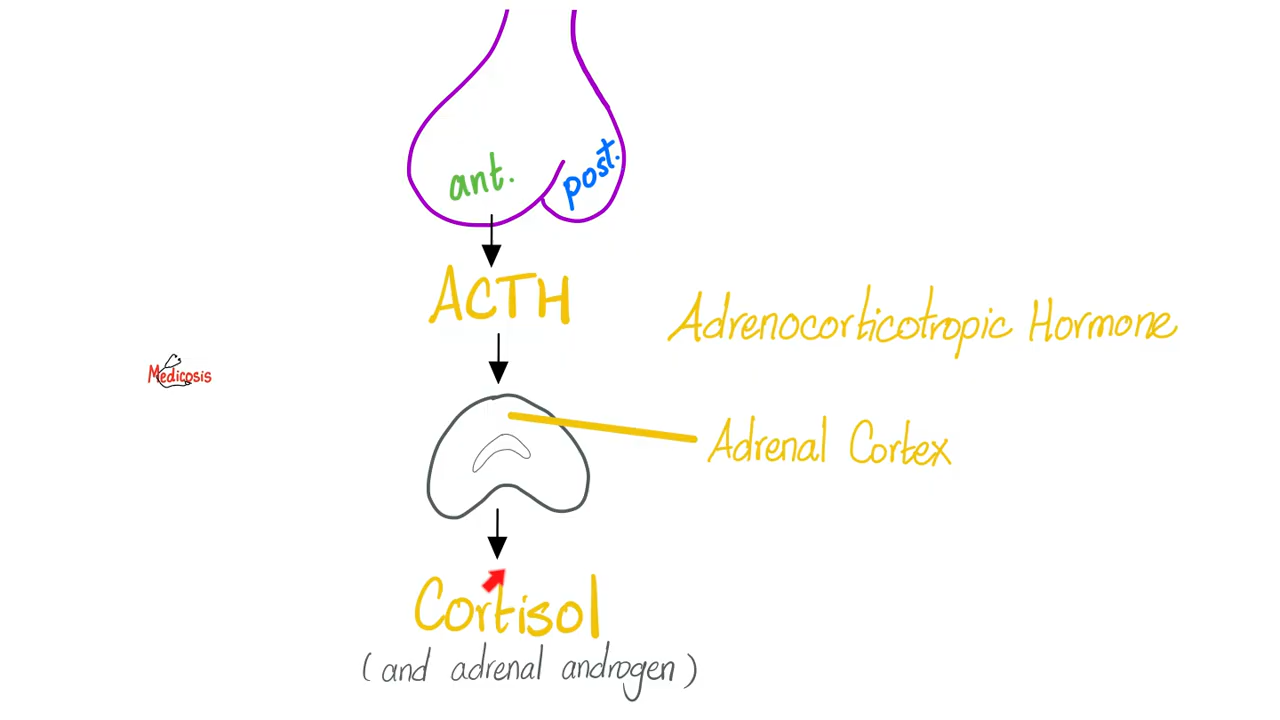 ant.
post.
ACTH
Adrenocorticotropic Hormone
Medicosis
Adrenal Cortex
Cortisol
(and adrenal androgen)